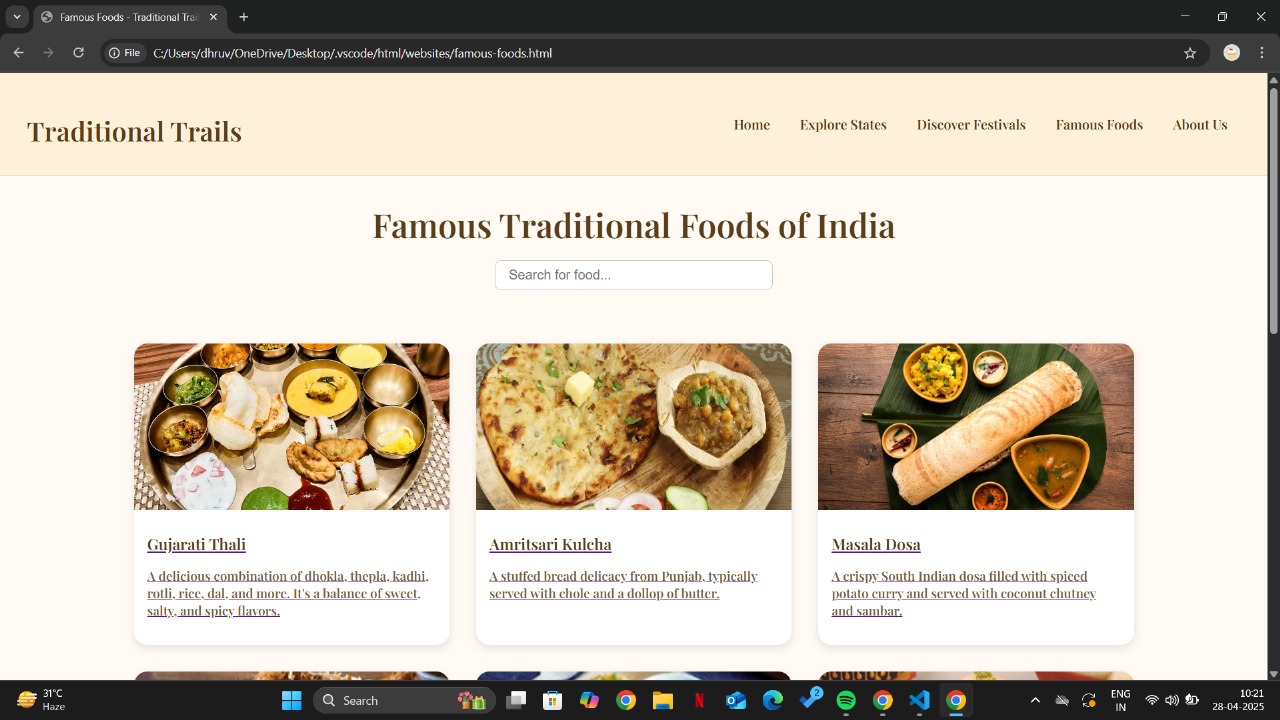 Famous Foods - Traditional Trai
File
C:/Users/dhruv/OneDrive/Desktop/.vscode/html/websites/famous-foods.html
Traditional Trails
Home
Explore States
Discover Festivals
Famous Foods
About Us
Famous Traditional Foods of India
Search for food...
Gujarati Thali
A delicious combination of dhokla, thepla, kadhi,
rotli, rice, dal, and more. It's a balance of sweet,
salty, and spicy flavors.
Amritsari Kulcha
A stuffed bread delicacy from Punjab, typically
served with chole and a dollop of butter.
Masala Dosa
A crispy South Indian dosa filled with spiced
potato curry and served with coconut chutney
and sambar.
31°C
Haze
Search
2
ENG
IN
10:21
28-04-2025